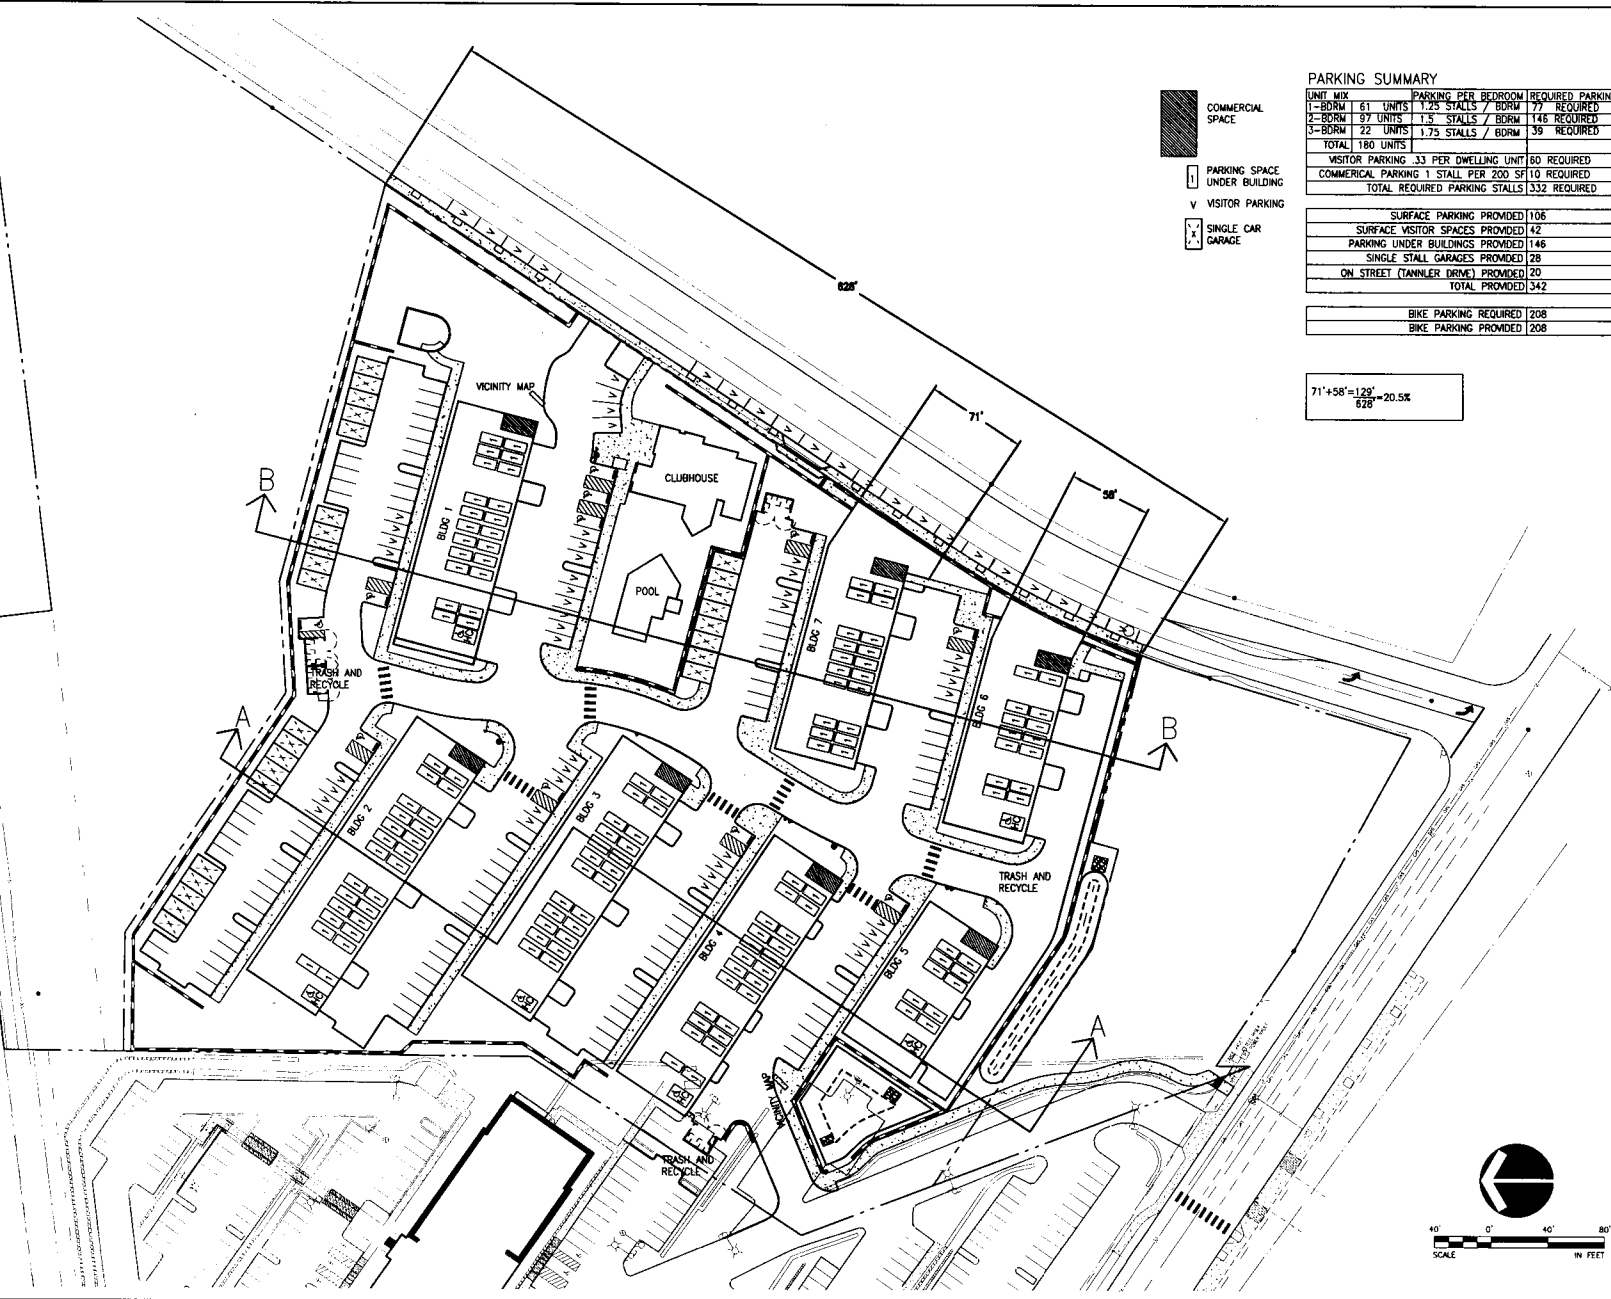 PARKING SUMMARY
UNIT MIX PARKING PER BEDROOM REQUIRED PARKIN
1-BDRM 61 UNITS 1.25 STALLS / BDRM 77 REQUIRED
2-BDRM 97 UNITS 1.5 STALLS / BDRM 146 REQUIRED
3-BDRM 22 UNITS 1.75 STALLS / BDRM 39 REQUIRED
TOTAL 180 UNITS
VISITOR PARKING .33 PER DWELLING UNIT 60 REQUIRED
COMMERICAL PARKING 1 STALL PER 200 SF 10 REQUIRED
TOTAL REQUIRED PARKING STALLS 332 REQUIRED
SURFACE PARKING PROVIDED 106
SURFACE VISITOR SPACES PROVIDED 42
PARKING UNDER BUILDINGS PROVIDED 146
SINGLE STALL GARAGES PROVIDED 28
ON STREET (TANNLER DRIVE) PROVIDED 20
TOTAL PROVIDED 342
BIKE PARKING REQUIRED 208
BIKE PARKING PROVIDED 208
71'+58'=129'
628'
=20.5%
COMMERCIAL
SPACE
1 PARKING SPACE
UNDER BUILDING
V VISITOR PARKING
X SINGLE CAR
GARAGE
628'
71'
58'
VICINITY MAP
CLUBHOUSE
POOL
BLDG 1
BLDG 7
BLDG 6
B
B
TRASH AND
RECYCLE
A
BLDG 2
BLDG 3
BLDG 4
BLDG 5
TRASH AND
RECYCLE
A
VICINITY MAP
TRASH AND
RECYCLE
40' 0' 40' 80'
SCALE IN FEET